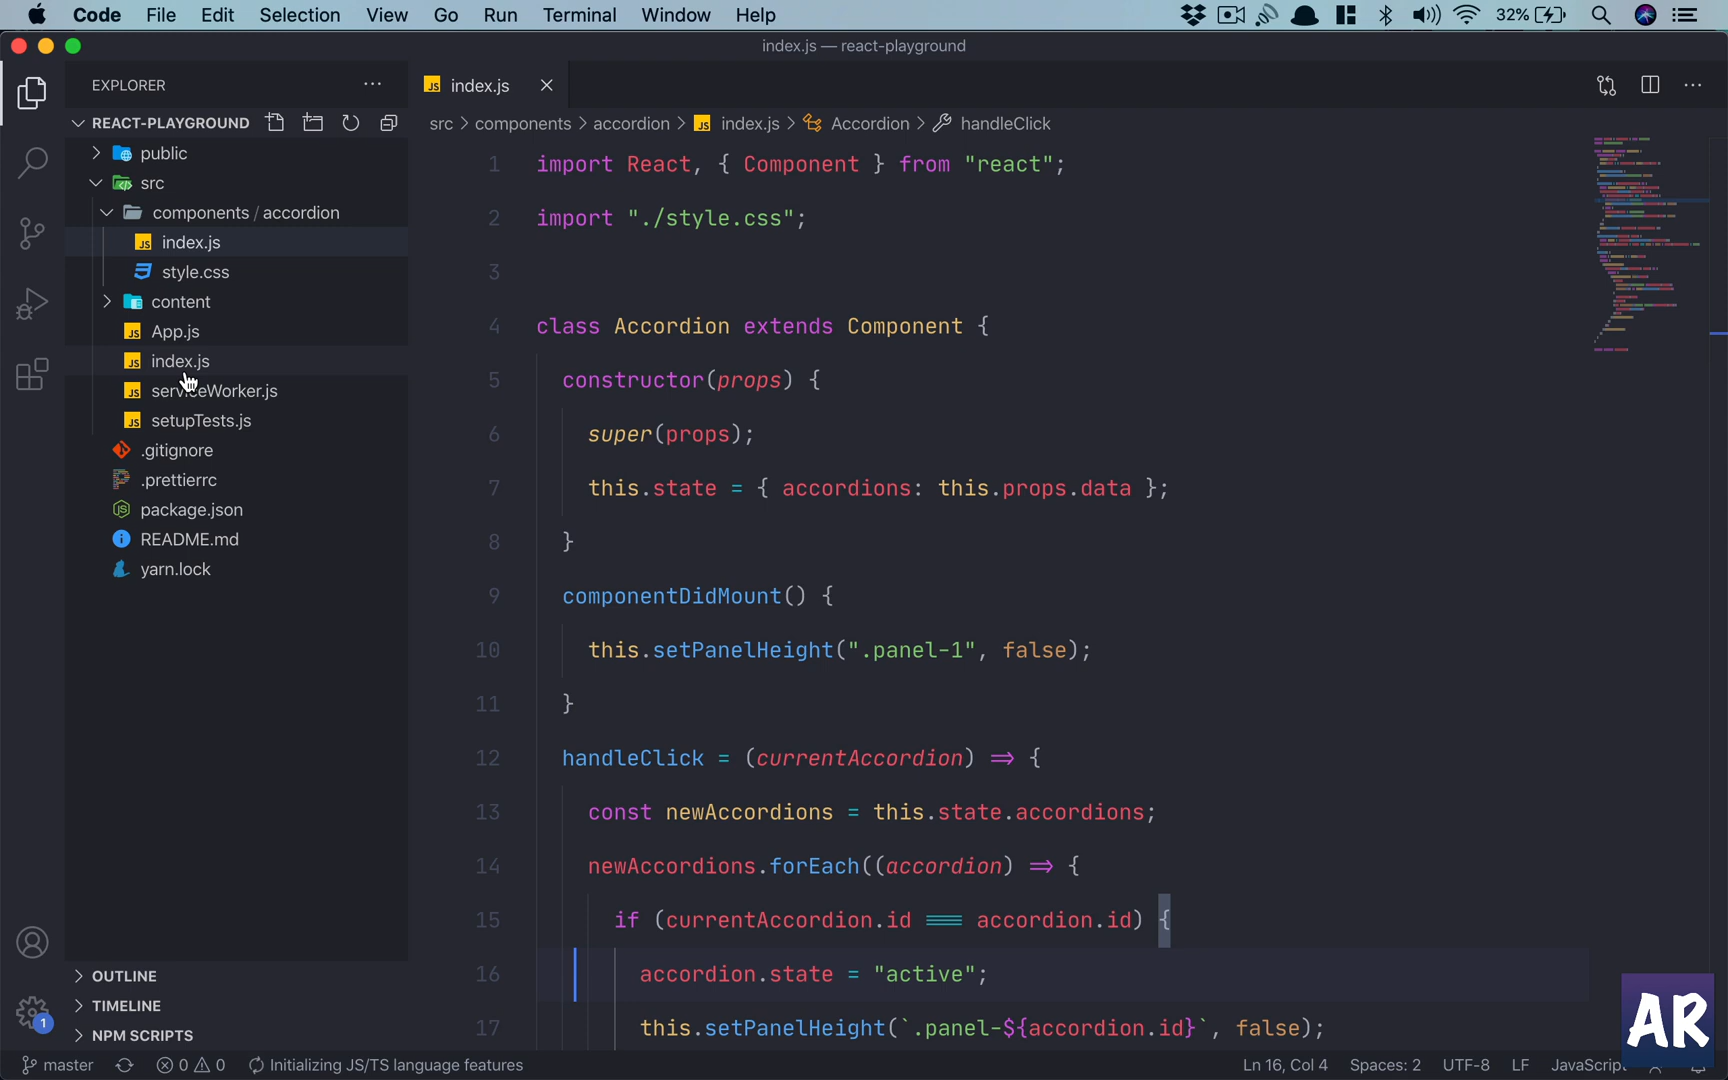 Code File Edit Selection View Go Run Terminal Window Help 32%
index.js — react-playground
EXPLORER
index.js
REACT-PLAYGROUND
src > components > accordion > index.js > Accordion > handleClick
public
src
components / accordion
index.js
style.css
content
App.js
index.js
serviceWorker.js
setupTests.js
.gitignore
.prettierrc
package.json
README.md
yarn.lock
OUTLINE
TIMELINE
NPM SCRIPTS
1
1 import React, { Component } from "react";
2 import "./style.css";
3
4 class Accordion extends Component {
5 constructor(props) {
6 super(props);
7 this.state = { accordions: this.props.data };
8 }
9 componentDidMount() {
10 this.setPanelHeight(".panel-1", false);
11 }
12 handleClick = (currentAccordion) => {
13 const newAccordions = this.state.accordions;
14 newAccordions.forEach((accordion) => {
15 if (currentAccordion.id === accordion.id) {
16 accordion.state = "active";
17 this.setPanelHeight(`.panel-${accordion.id}`, false);
AR
master 0 0 Initializing JS/TS language features Ln 16, Col 4 Spaces: 2 UTF-8 LF